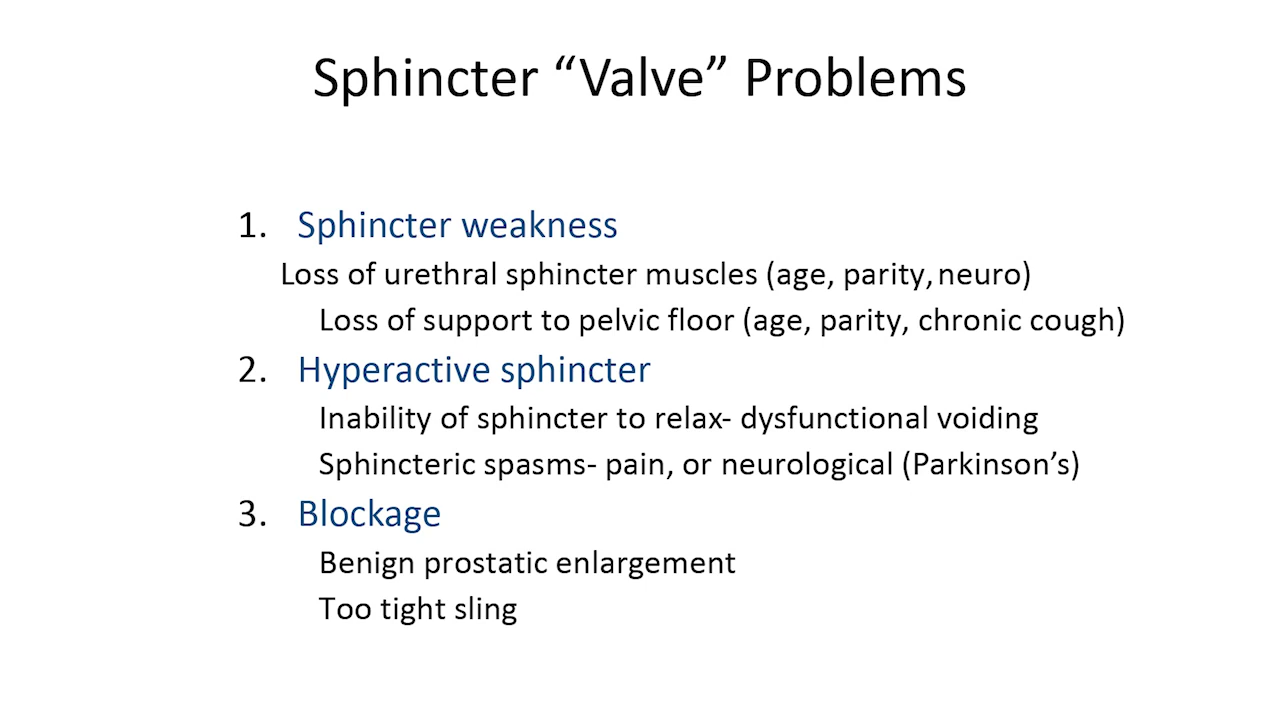 Sphincter “Valve” Problems
1. Sphincter weakness
Loss of urethral sphincter muscles (age, parity, neuro)
Loss of support to pelvic floor (age, parity, chronic cough)
2. Hyperactive sphincter
Inability of sphincter to relax- dysfunctional voiding
Sphincteric spasms- pain, or neurological (Parkinson’s)
3. Blockage
Benign prostatic enlargement
Too tight sling